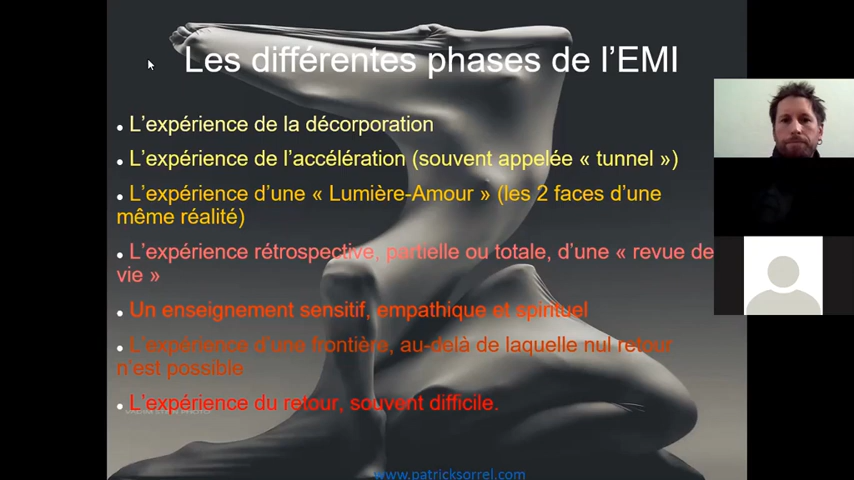 Les différentes phases de l'EMI
• L'expérience de la décorporation
• L'expérience de l'accélération (souvent appelée « tunnel »)
• L'expérience d'une « Lumière-Amour » (les 2 faces d'une
même réalité)
• L'expérience rétrospective, partielle ou totale, d'une « revue de
vie »
• Un enseignement sensitif, empathique et spirituel
• L'expérience d'une frontière, au-delà de laquelle nul retour
n'est possible
• L'expérience du retour, souvent difficile.
www.patricksorrel.com